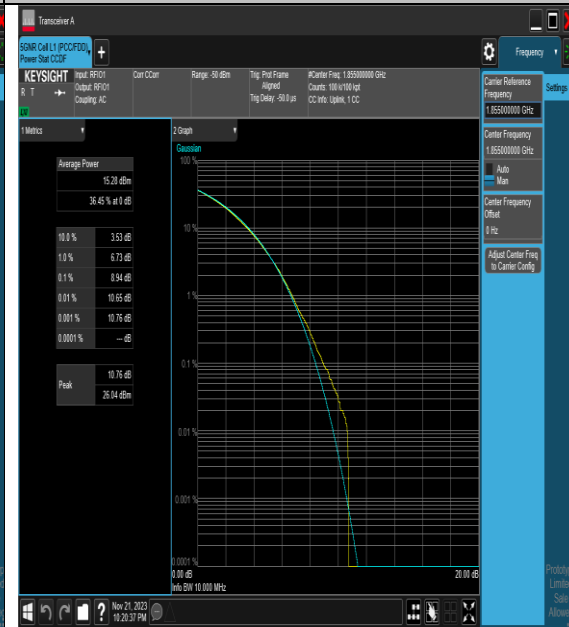 Transceiver A
5GNR Cell L1 (PCC/FDD)
Power Stat CCDF
+
Frequency
KEYSIGHT
R T
LW
Input: RFIO1
Output: RFIO1
Coupling: AC
Corr CCorr
Range: -50 dBm
Trig: Prot Frame
Aligned
Trig Delay: -50.0 µs
#Center Freq: 1.855000000 GHz
Counts: 100 k/100 kpt
CC Info: Uplink, 1 CC
Carrier Reference
Frequency
1.855000000 GHz
Settings
Center Frequency
1.855000000 GHz
Auto
Man
Center Frequency
Offset
0 Hz
Adjust Center Freq
to Carrier Config
1 Metrics
Average Power
15.28 dBm
36.45 % at 0 dB
10.0 % 3.53 dB
1.0 % 6.73 dB
0.1 % 8.94 dB
0.01 % 10.65 dB
0.001 % 10.76 dB
0.0001 % --- dB
Peak
10.76 dB
26.04 dBm
2 Graph
Gaussian
100 %
10 %
1 %
0.1 %
0.01 %
0.001 %
0.0001 %
0.00 dB
20.00 dB
Info BW 10.000 MHz
?
Nov 21, 2023
10:20:37 PM